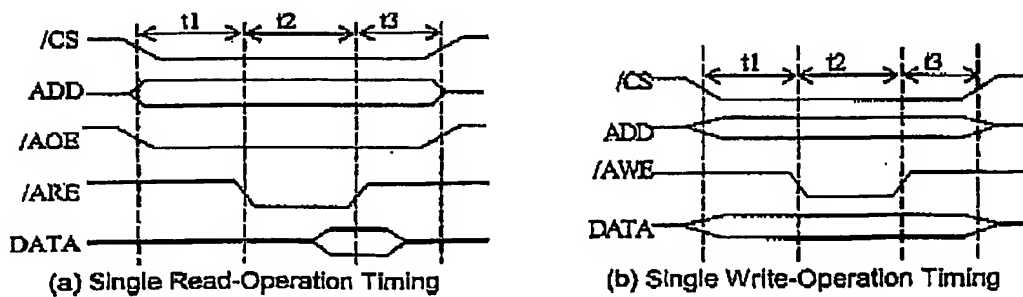 t1 t2 t3
/CS
ADD
/AOE
/ARE
DATA
(a) Single Read-Operation Timing
t1 t2 t3
/CS
ADD
/AWE
DATA
(b) Single Write-Operation Timing